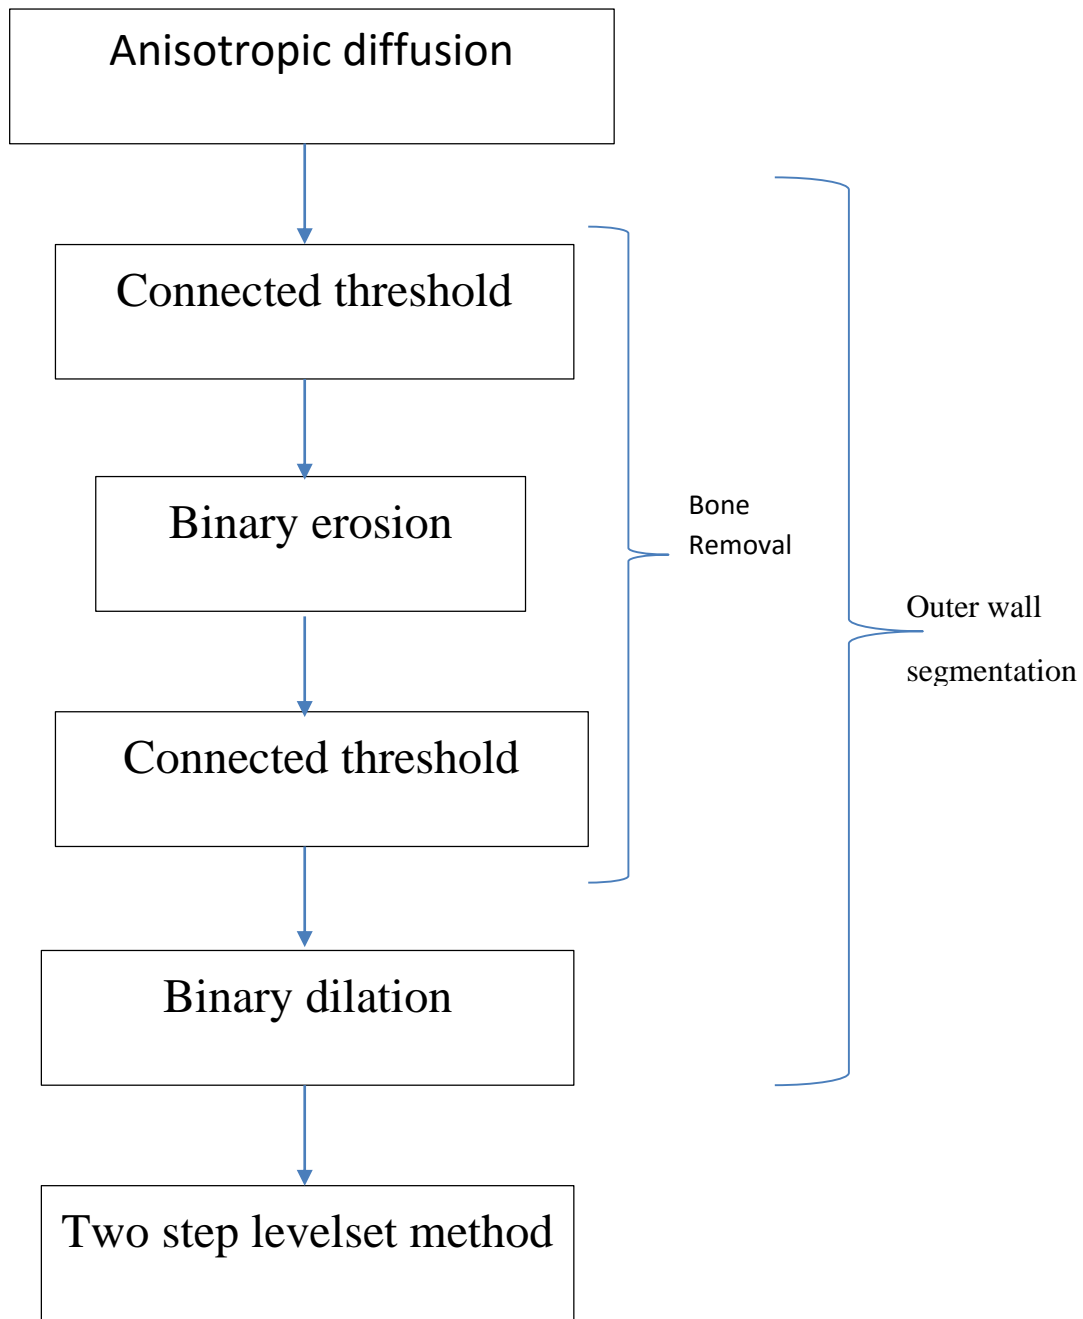 Anisotropic diffusion
Connected threshold
Binary erosion
Connected threshold
Binary dilation
Two step levelset method
Bone
Removal
Outer wall
segmentation